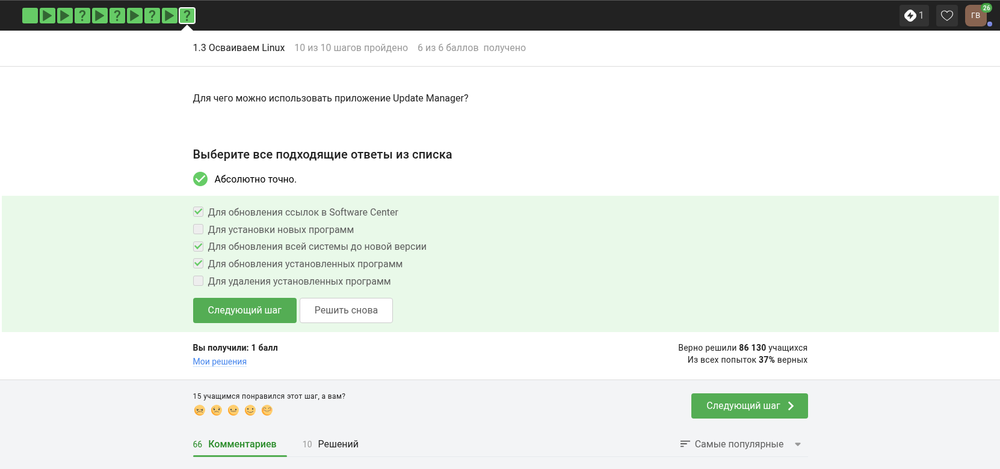 ? ? ? ?
1
ГВ
26
1.3 Осваиваем Linux 10 из 10 шагов пройдено 6 из 6 баллов получено
Для чего можно использовать приложение Update Manager?
Выберите все подходящие ответы из списка
Абсолютно точно.
Для обновления ссылок в Software Center
Для установки новых программ
Для обновления всей системы до новой версии
Для обновления установленных программ
Для удаления установленных программ
Следующий шаг Решить снова
Вы получили: 1 балл
Мои решения
Верно решили 86 130 учащихся
Из всех попыток 37% верных
15 учащимся понравился этот шаг, а вам?
Следующий шаг
66 Комментариев 10 Решений Самые популярные